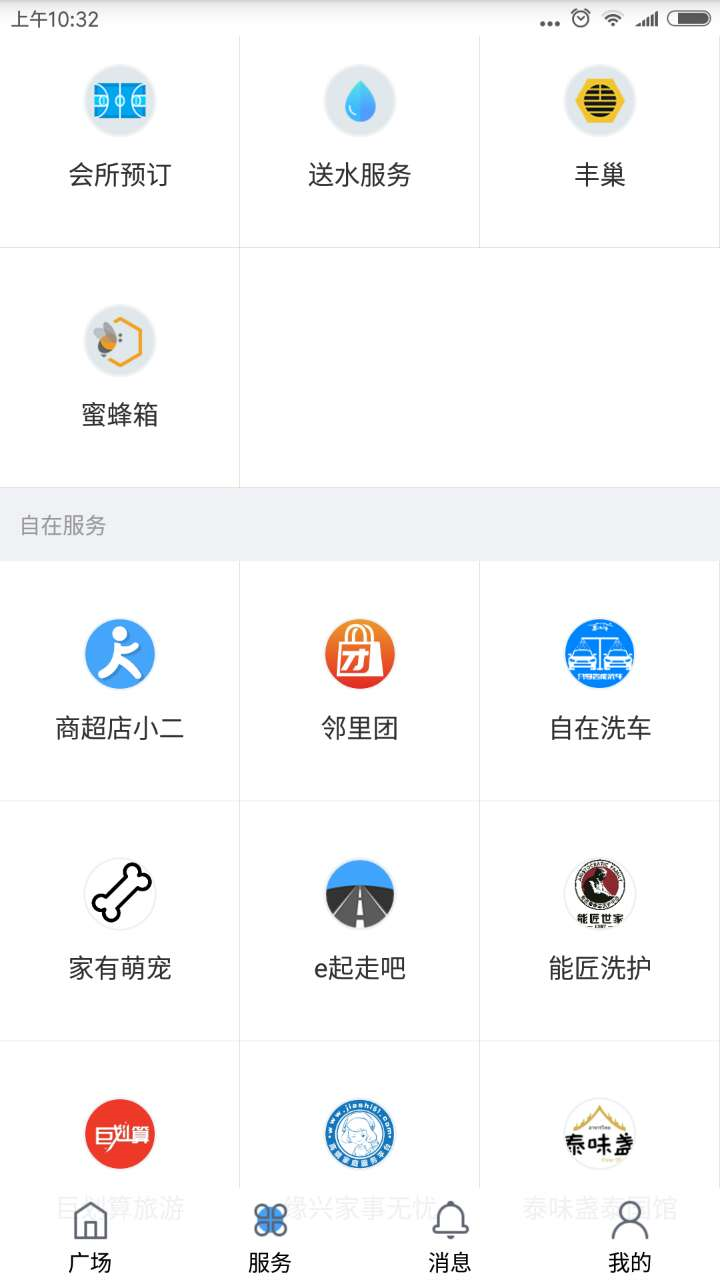 上午10:32
会所预订 送水服务 丰巢
蜜蜂箱
自在服务
商超店小二 邻里团 自在洗车
家有萌宠 e起走吧 能匠世家
能匠洗护
巨划算 www.jieshi51.com 泰味盏
巨划算旅游 缘兴家事无忧 泰味盏泰国馆
广场 服务 消息 我的